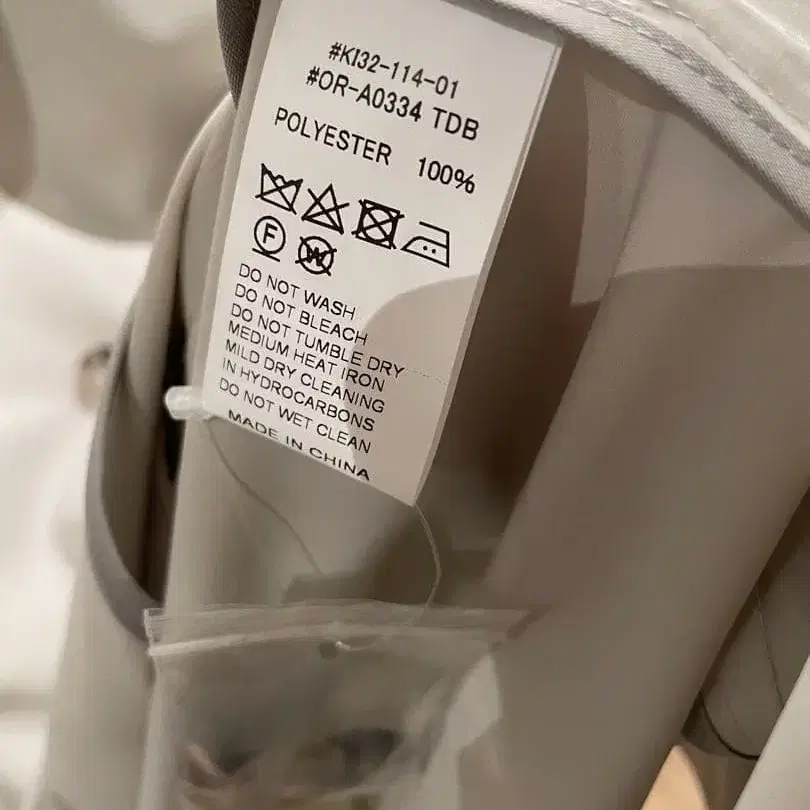 #KI32-114-01
#OR-A0334 TDB
POLYESTER 100%
F W
DO NOT WASH
DO NOT BLEACH
DO NOT TUMBLE DRY
MEDIUM HEAT IRON
MILD DRY CLEANING
IN HYDROCARBONS
DO NOT WET CLEAN
MADE IN CHINA